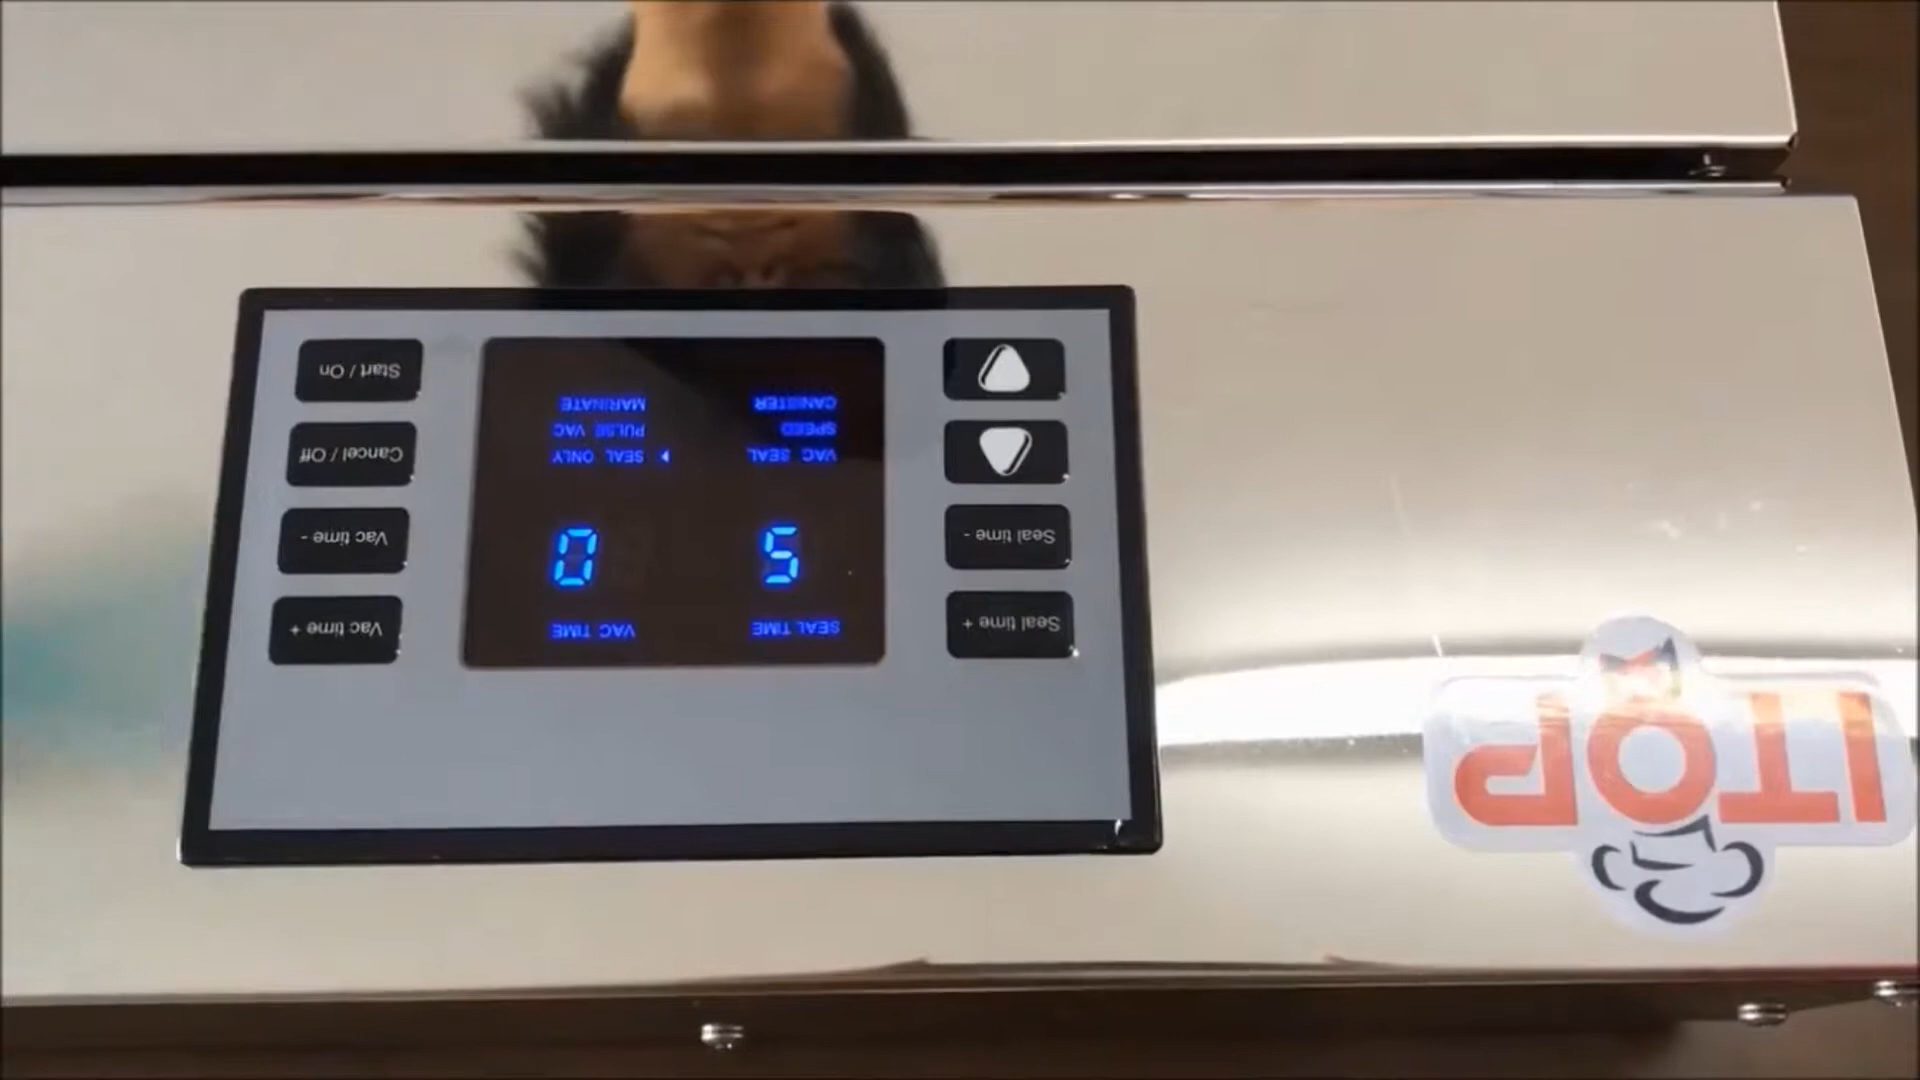 ITOP
Seal time +
SEAL TIME
VAC TIME
Vac time +
5
0
Seal time -
Vac time -
VAC SEAL
SEAL ONLY
SPEED
PULSE VAC
CANISTER
MARINATE
Cancel / Off
Start / On